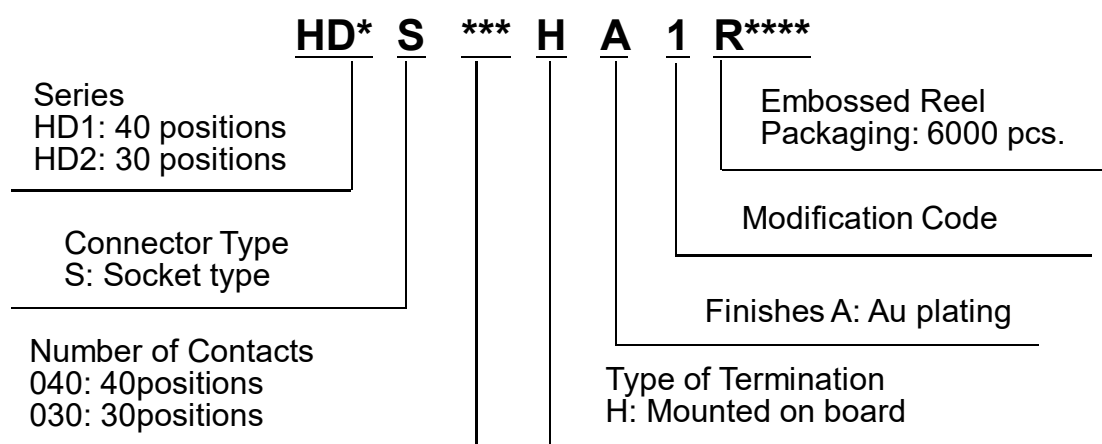 HD* S *** H A 1 R****
Series
HD1: 40 positions
HD2: 30 positions
Embossed Reel
Packaging: 6000 pcs.
Connector Type
S: Socket type
Modification Code
Number of Contacts
040: 40positions
030: 30positions
Finishes A: Au plating
Type of Termination
H: Mounted on board